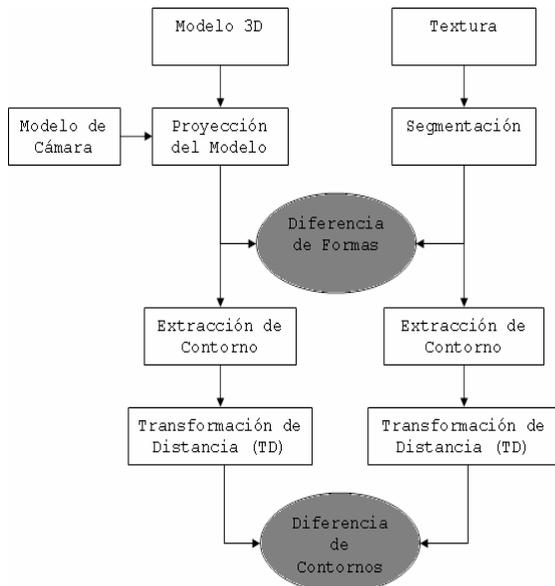 Modelo 3D
Textura
Modelo de
Cámara
Proyección
del Modelo
Segmentación
Diferencia
de Formas
Extracción de
Contorno
Extracción de
Contorno
Transformación de
Distancia (TD)
Transformación de
Distancia (TD)
Diferencia
de
Contornos